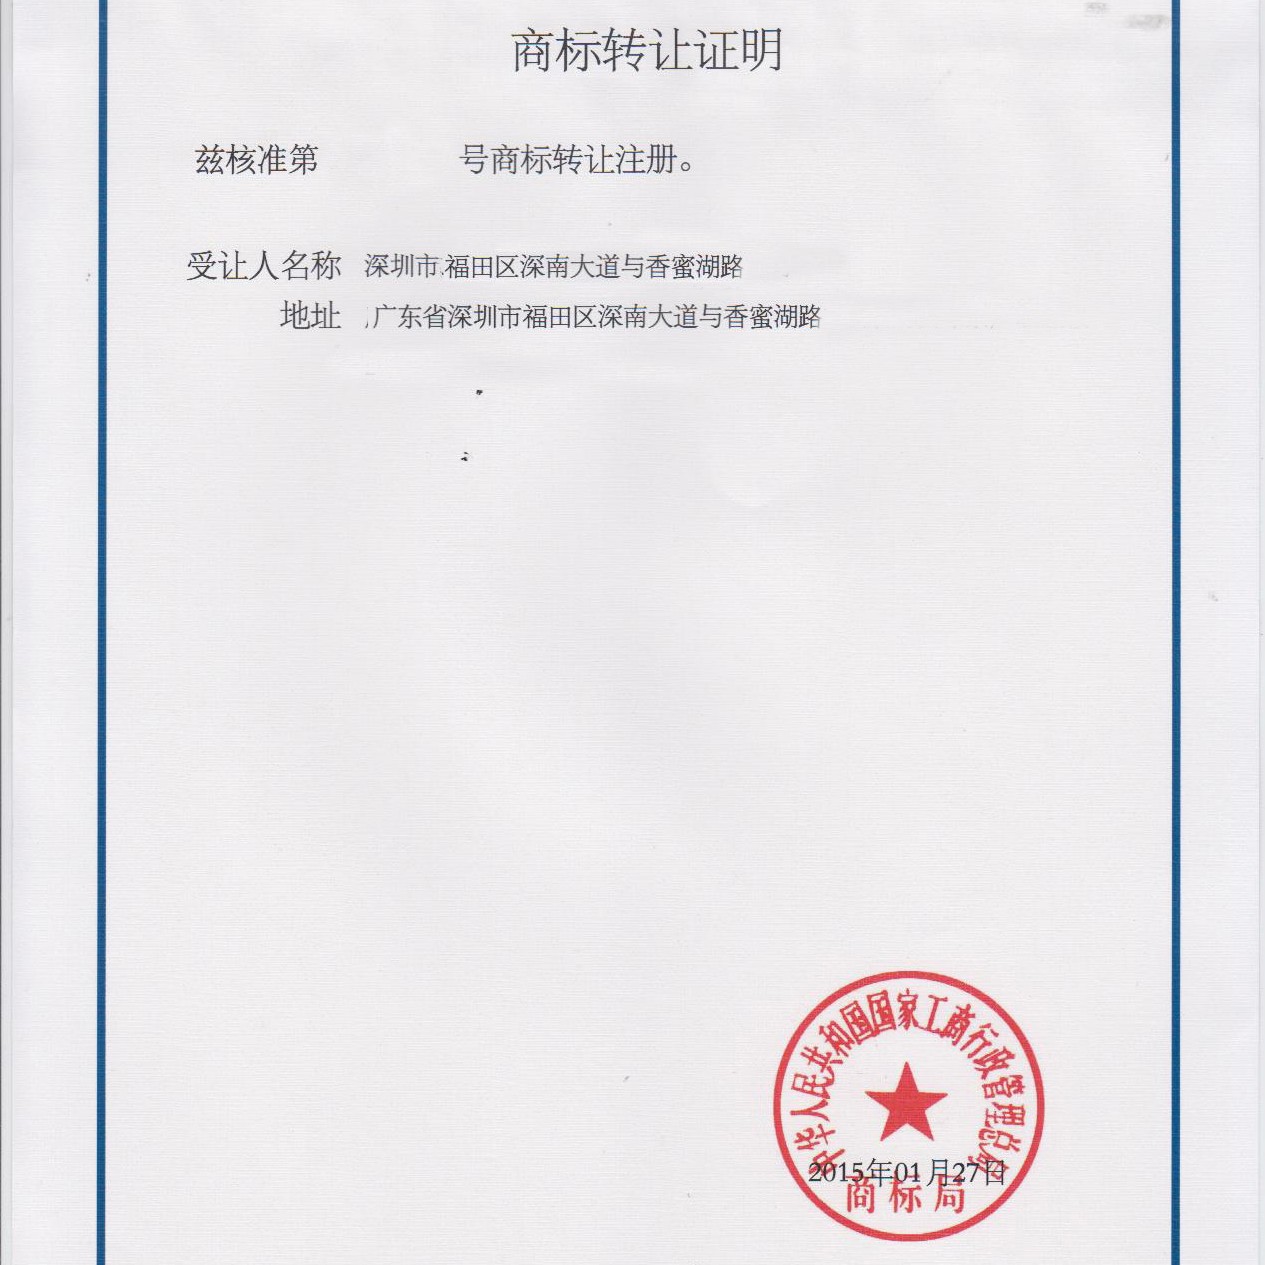 商标转让证明
兹核准第 号商标转让注册。
受让人名称 深圳市福田区深南大道与香蜜湖路
地址 广东省深圳市福田区深南大道与香蜜湖路
中华人民共和国国家工商行政管理总局
2015年01月27日
商标局